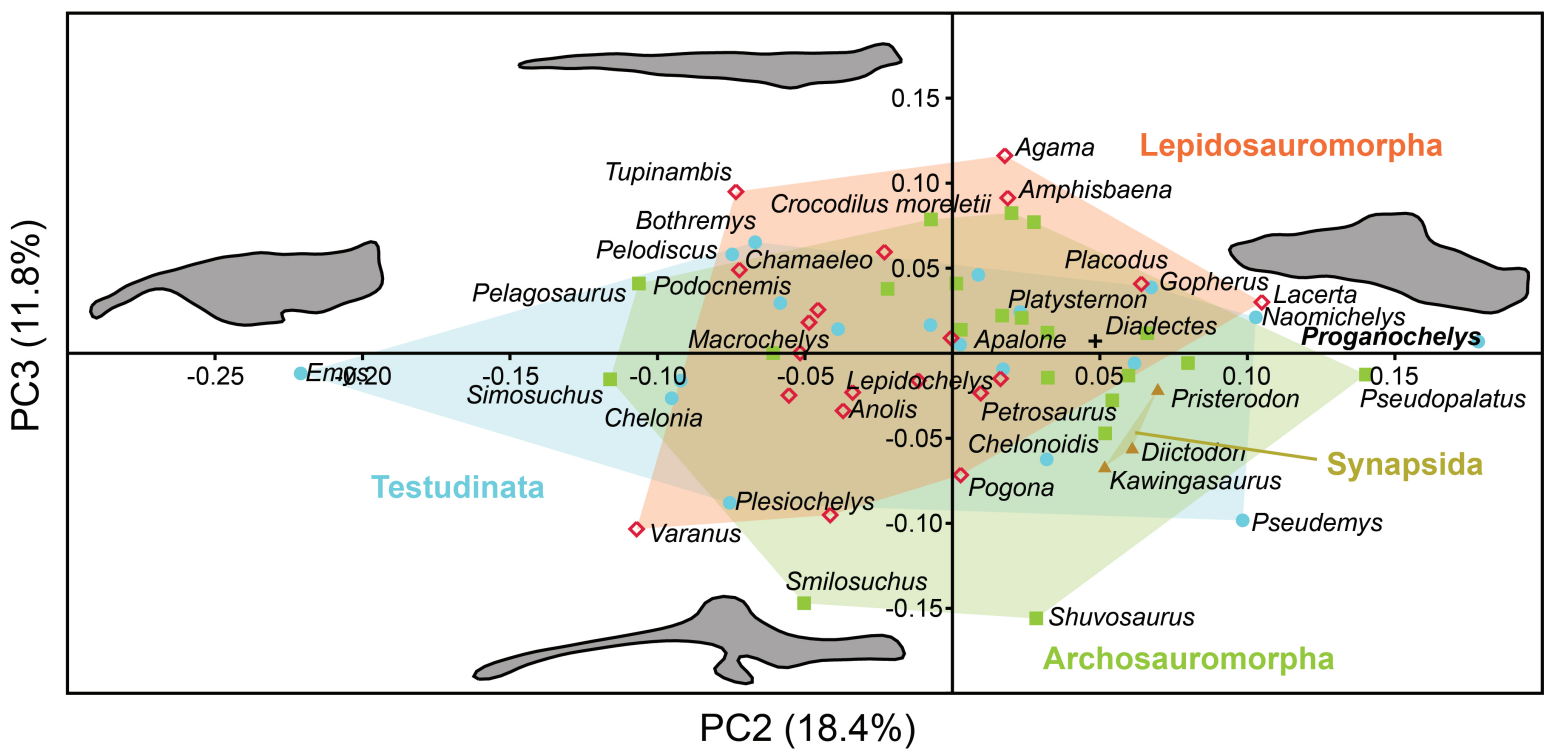 0.15
Agama
Lepidosauromorpha
Tupinambis
0.10
Amphisbaena
Crocodilus moreletii
Bothremys
Pelodiscus
Chamaeleo
0.05
Placodus
Gopherus
Pelagosaurus
Podocnemis
Platysternon
Lacerta
Naomichelys
Macrochelys
Apalone
Diadectes
Proganochelys
-0.25
Emys
-0.20
-0.15
-0.10
-0.05
0.05
0.10
0.15
Simosuchus
Lepidochelys
Pristerodon
Pseudopalatus
Chelonia
Anolis
Petrosaurus
-0.05
Chelonoidis
Diictodon
Synapsida
Testudinata
Pogona
Kawingasaurus
Plesiochelys
-0.10
Pseudemys
Varanus
Smilosuchus
-0.15
Shuvosaurus
Archosauromorpha
PC3 (11.8%)
PC2 (18.4%)